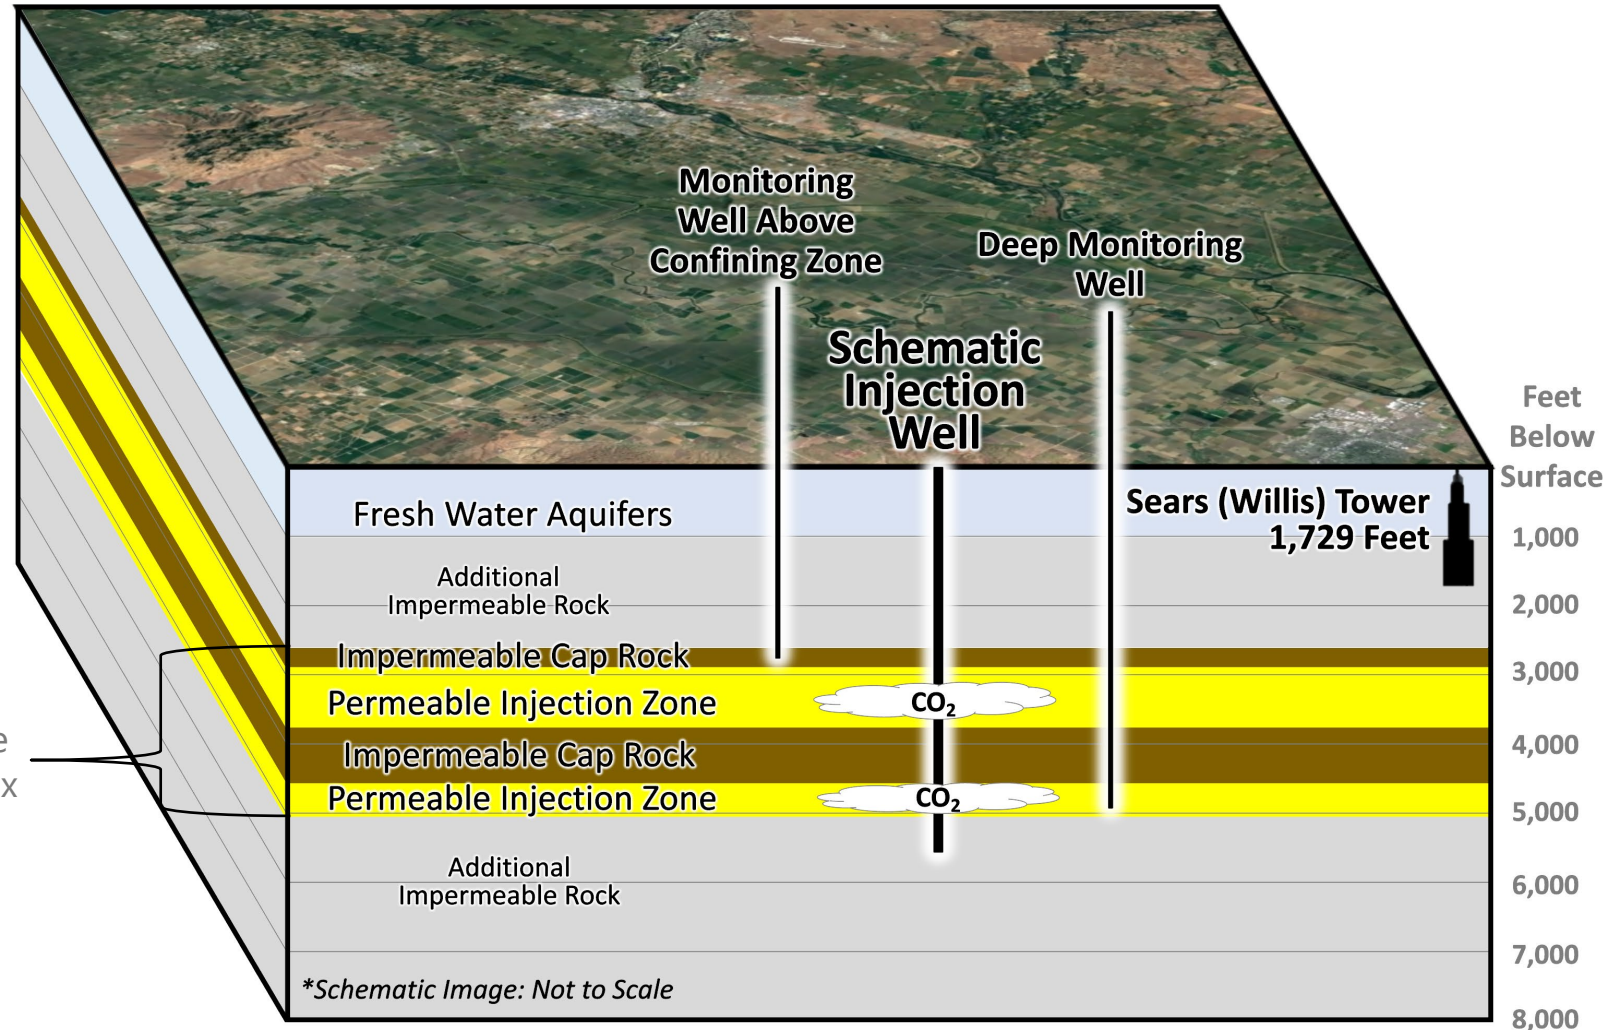 Monitoring
Well Above
Confining Zone
Deep Monitoring
Well
Schematic
Injection
Well
Feet
Below
Surface
Fresh Water Aquifers
Sears (Willis) Tower
1,729 Feet
1,000
Additional
Impermeable Rock
2,000
Impermeable Cap Rock
3,000
Permeable Injection Zone
CO₂
Impermeable Cap Rock
4,000
Permeable Injection Zone
CO₂
5,000
Additional
Impermeable Rock
6,000
7,000
*Schematic Image: Not to Scale
8,000